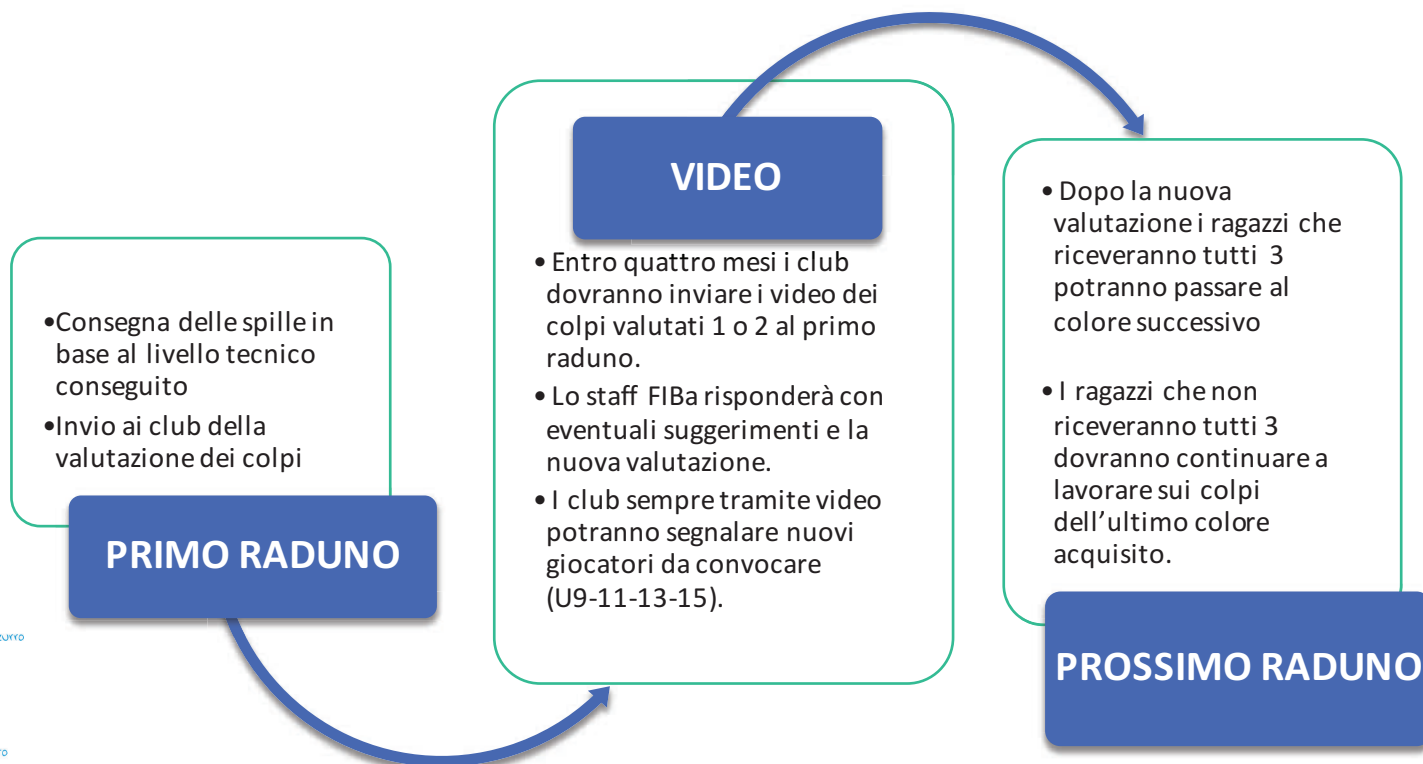 •Consegna delle spille in
base al livello tecnico
conseguito
•Invio ai club della
valutazione dei colpi
PRIMO RADUNO
VIDEO
• Entro quattro mesi i club
dovranno inviare i video dei
colpi valutati 1 o 2 al primo
raduno.
• Lo staff FIBa risponderà con
eventuali suggerimenti e la
nuova valutazione.
• I club sempre tramite video
potranno segnalare nuovi
giocatori da convocare
(U9-11-13-15).
• Dopo la nuova
valutazione i ragazzi che
riceveranno tutti 3
potranno passare al
colore successivo
• I ragazzi che non
riceveranno tutti 3
dovranno continuare a
lavorare sui colpi
dell’ultimo colore
acquisito.
PROSSIMO RADUNO